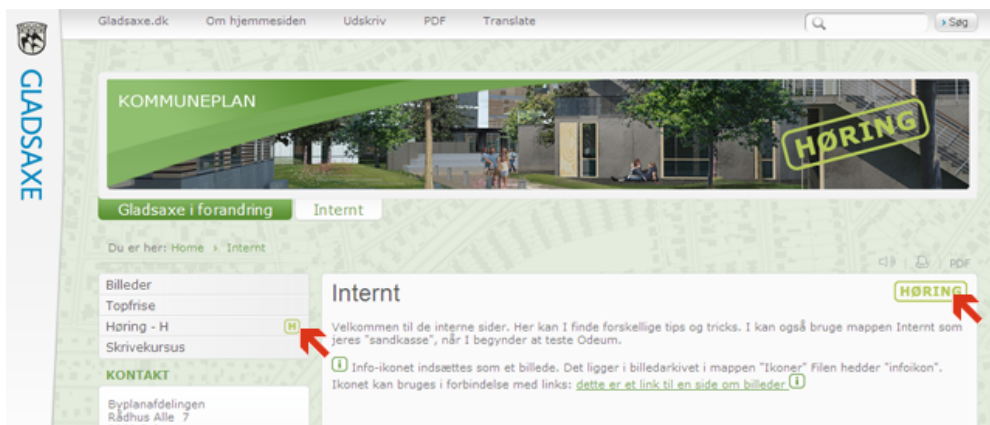 Gladsaxe.dk Om hjemmesiden Udskriv PDF Translate
Søg
GLADSAXE
KOMMUNEPLAN
HØRING
Gladsaxe i forandring Internt
Du er her: Home › Internt
PDF
Billeder
Topfrise
Høring - H H
Skrivekursus
KONTAKT
Byplanafdelingen
Rådhus Alle 7
Internt HØRING
Velkommen til de interne sider. Her kan I finde forskellige tips og tricks. I kan også bruge mappen Internt som
jeres "sandkasse", når I begynder at teste Odeum.
i Info-ikonet indsættes som et billede. Det ligger i billedarkivet i mappen "Ikoner" Filen hedder "infoikon".
Ikonet kan bruges i forbindelse med links: dette er et link til en side om billeder i